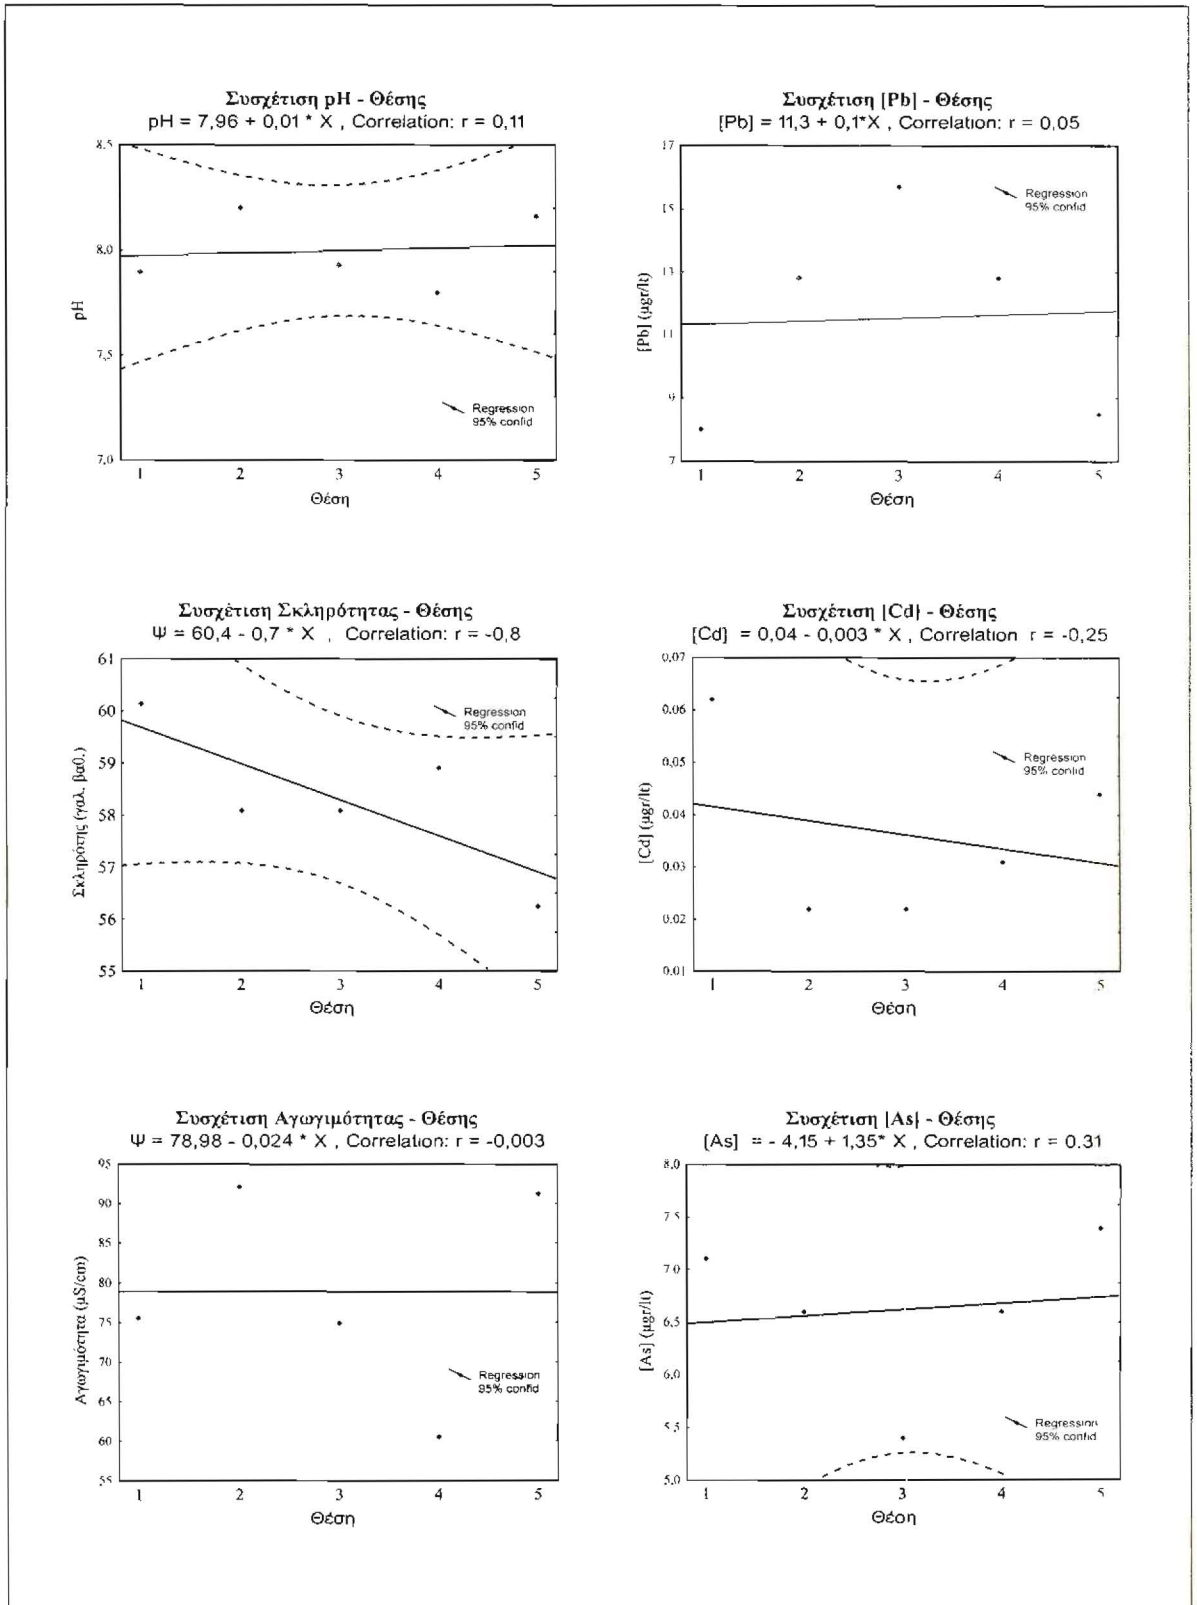 Συσχέτιση pH - Θέσης
pH = 7,96 + 0,01 * X , Correlation: r = 0,11
8.5
8.0
7,5
7,0
pH
Regression
95% confid
1 2 3 4 5
Θέση
Συσχέτιση [Pb] - Θέσης
[Pb] = 11,3 + 0,1*X , Correlation: r = 0,05
17
15
13
11
9
7
[Pb] (μgr/lt)
Regression
95% confid
1 2 3 4 5
Θέση
Συσχέτιση Σκληρότητας - Θέσης
Ψ = 60,4 - 0,7 * X , Correlation: r = -0,8
61
60
59
58
57
56
55
Σκληρότης (γαλ. βαθ.)
Regression
95% confid
1 2 3 4 5
Θέση
Συσχέτιση [Cd] - Θέσης
[Cd] = 0,04 - 0,003 * X , Correlation r = -0,25
0,07
0.06
0,05
0.04
0.03
0.02
0.01
[Cd] (μgr/lt)
Regression
95% confid
1 2 3 4 5
Θέση
Συσχέτιση Αγωγιμότητας - Θέσης
Ψ = 78,98 - 0,024 * X , Correlation: r = -0,003
95
90
85
80
75
70
65
60
55
Αγωγιμότητα (μS/cm)
Regression
95% confid
1 2 3 4 5
Θέση
Συσχέτιση [As] - Θέσης
[As] = - 4,15 + 1,35* X , Correlation: r = 0.31
8.0
7.5
7.0
6.5
6.0
5.5
5.0
[As] (μgr/lt)
Regression
95% confid
1 2 3 4 5
Θέση